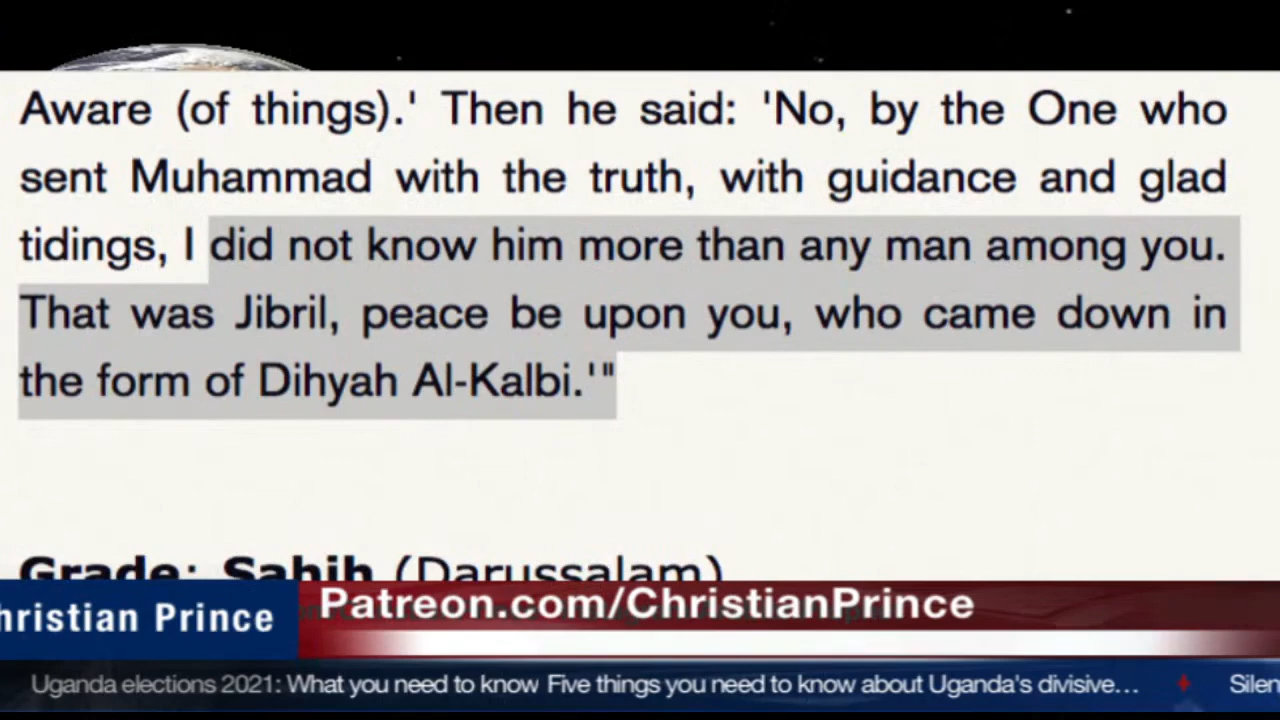 Aware (of things).' Then he said: 'No, by the One who
sent Muhammad with the truth, with guidance and glad
tidings, I did not know him more than any man among you.
That was Jibril, peace be upon you, who came down in
the form of Dihyah Al-Kalbi.'"
Grade: Sahih (Darussalam)
hristian Prince
Patreon.com/ChristianPrince
Uganda elections 2021: What you need to know Five things you need to know about Uganda's divisive... Silen